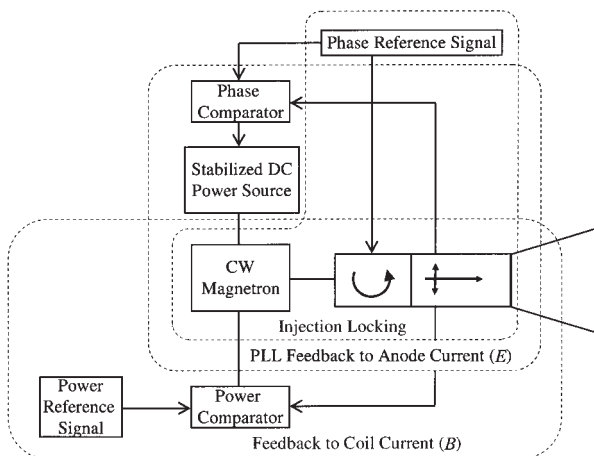 Phase Reference Signal
Phase
Comparator
Stabilized DC
Power Source
CW
Magnetron
Injection Locking
PLL Feedback to Anode Current (E)
Power
Reference
Signal
Power
Comparator
Feedback to Coil Current (B)